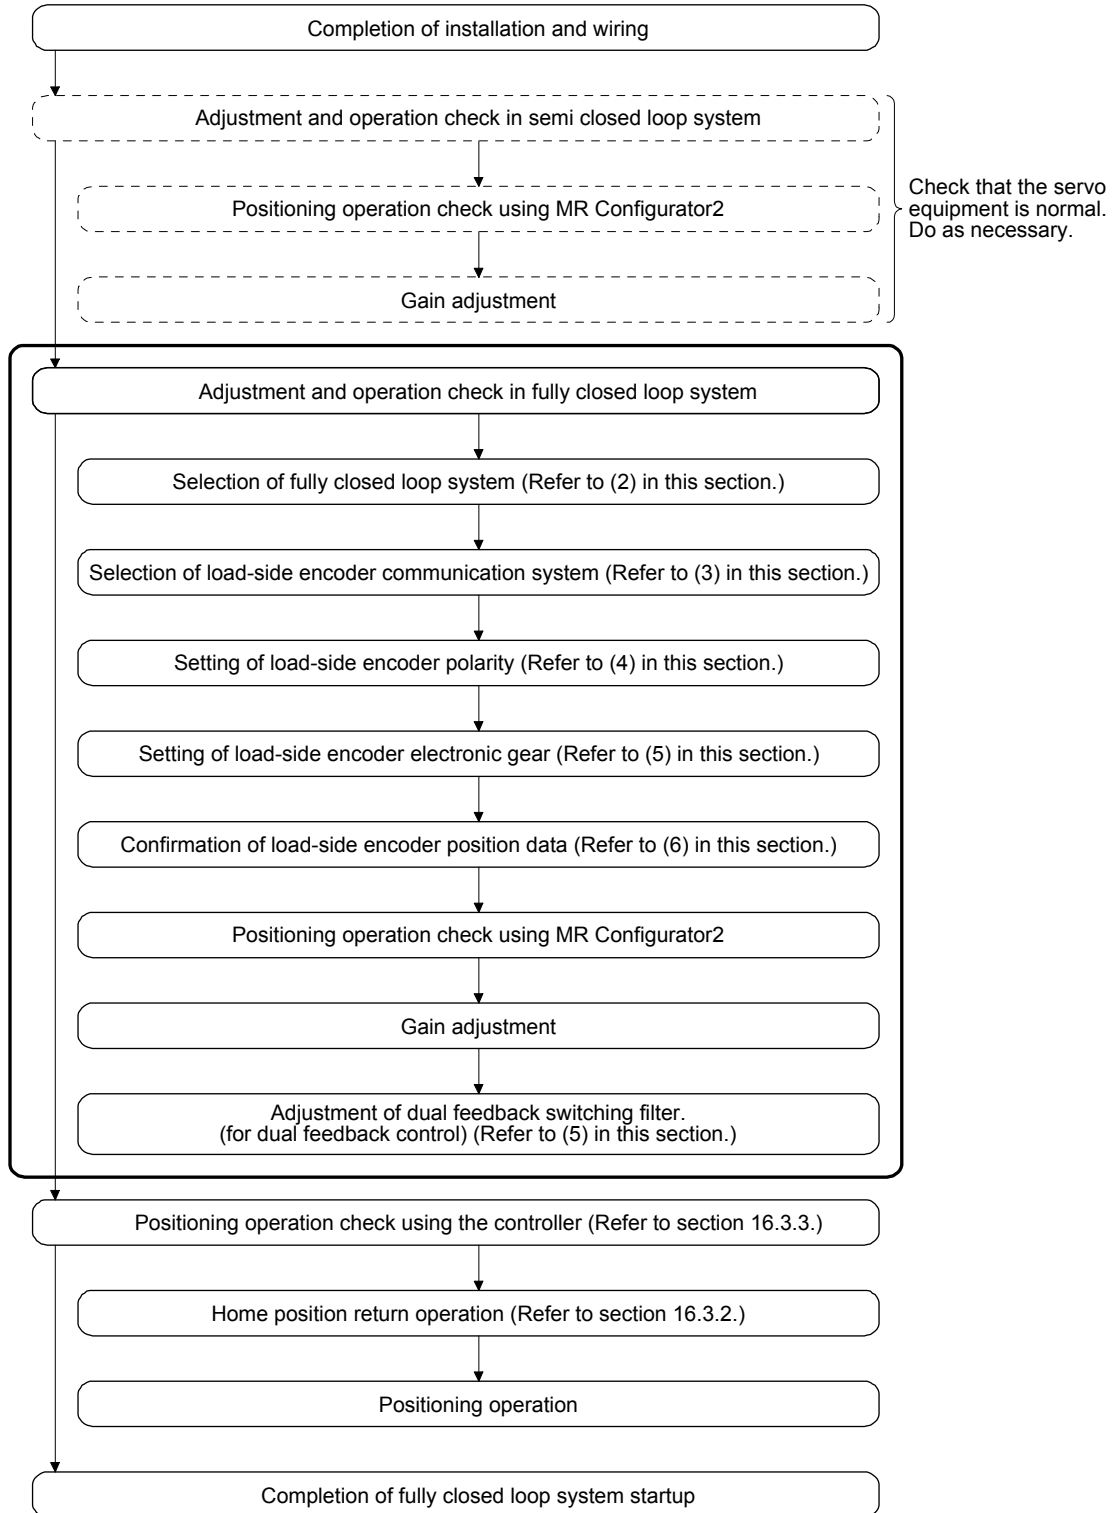 Completion of installation and wiring
Adjustment and operation check in semi closed loop system
Positioning operation check using MR Configurator2
Gain adjustment
Check that the servo
equipment is normal.
Do as necessary.
Adjustment and operation check in fully closed loop system
Selection of fully closed loop system (Refer to (2) in this section.)
Selection of load-side encoder communication system (Refer to (3) in this section.)
Setting of load-side encoder polarity (Refer to (4) in this section.)
Setting of load-side encoder electronic gear (Refer to (5) in this section.)
Confirmation of load-side encoder position data (Refer to (6) in this section.)
Positioning operation check using MR Configurator2
Gain adjustment
Adjustment of dual feedback switching filter.
(for dual feedback control) (Refer to (5) in this section.)
Positioning operation check using the controller (Refer to section 16.3.3.)
Home position return operation (Refer to section 16.3.2.)
Positioning operation
Completion of fully closed loop system startup